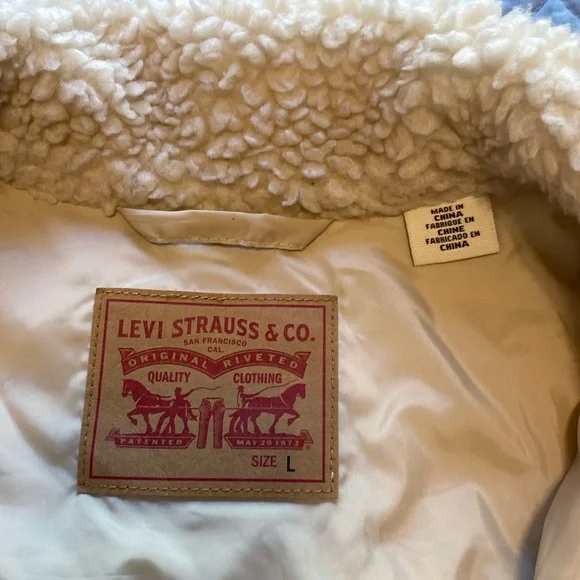 MADE IN
CHINA
FABRIQUE EN
CHINE
FABRICADO EN
CHINA
LEVI STRAUSS & CO.
SAN FRANCISCO
CAL.
ORIGINAL RIVETED
QUALITY CLOTHING
PATENTED MAY 20 1873
SIZE L